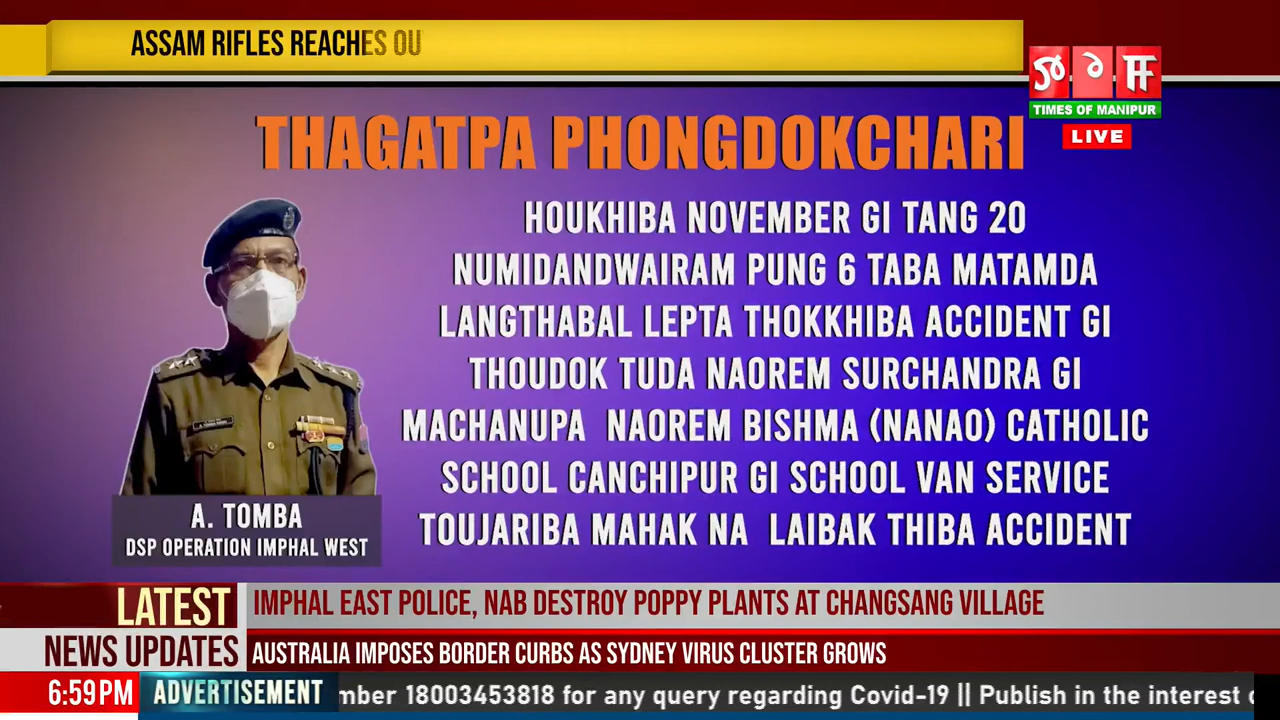 ASSAM RIFLES REACHES OU
ꯇꯥꯝ
TIMES OF MANIPUR
LIVE
THAGATPA PHONGDOKCHARI
HOUKHIBA NOVEMBER GI TANG 20
NUMIDANDWAIRAM PUNG 6 TABA MATAMDA
LANGTHABAL LEPTA THOKKHIBA ACCIDENT GI
THOUDOK TUDA NAOREM SURCHANDRA GI
MACHANUPA NAOREM BISHMA (NANAO) CATHOLIC
SCHOOL CANCHIPUR GI SCHOOL VAN SERVICE
TOUJARIBA MAHAK NA LAIBAK THIBA ACCIDENT
A. TOMBA
DSP OPERATION IMPHAL WEST
LATEST
NEWS UPDATES
IMPHAL EAST POLICE, NAB DESTROY POPPY PLANTS AT CHANGSANG VILLAGE
AUSTRALIA IMPOSES BORDER CURBS AS SYDNEY VIRUS CLUSTER GROWS
6:59 PM
ADVERTISEMENT
mber 18003453818 for any query regarding Covid-19 || Publish in the interest